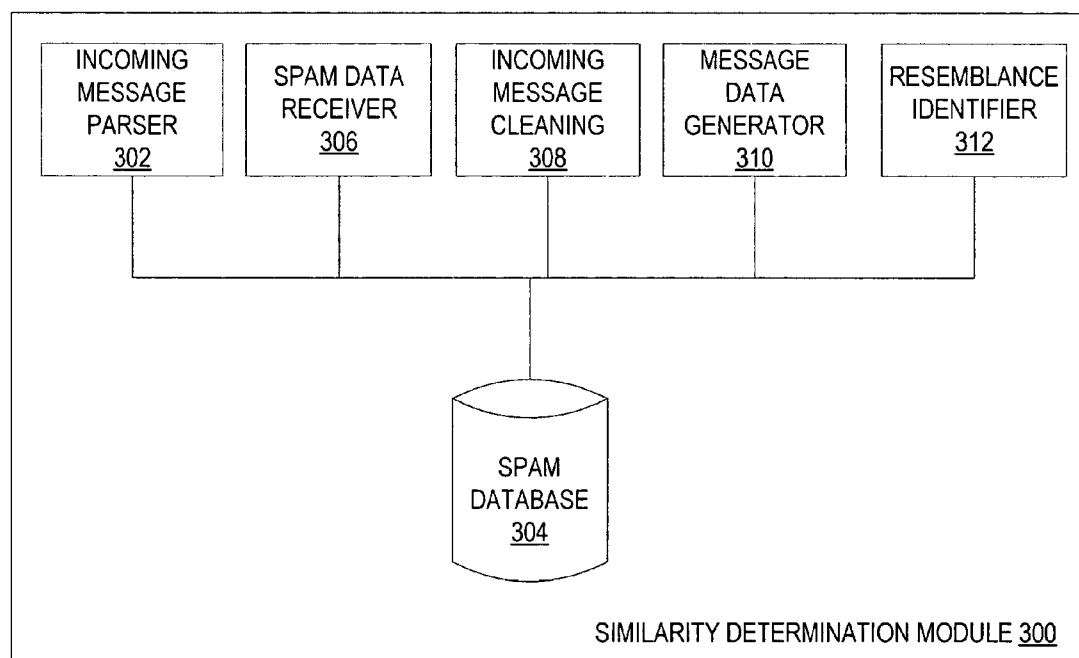 INCOMING
MESSAGE
PARSER
302
SPAM DATA
RECEIVER
306
INCOMING
MESSAGE
CLEANING
308
MESSAGE
DATA
GENERATOR
310
RESEMBLANCE
IDENTIFIER
312
SPAM
DATABASE
304
SIMILARITY DETERMINATION MODULE 300